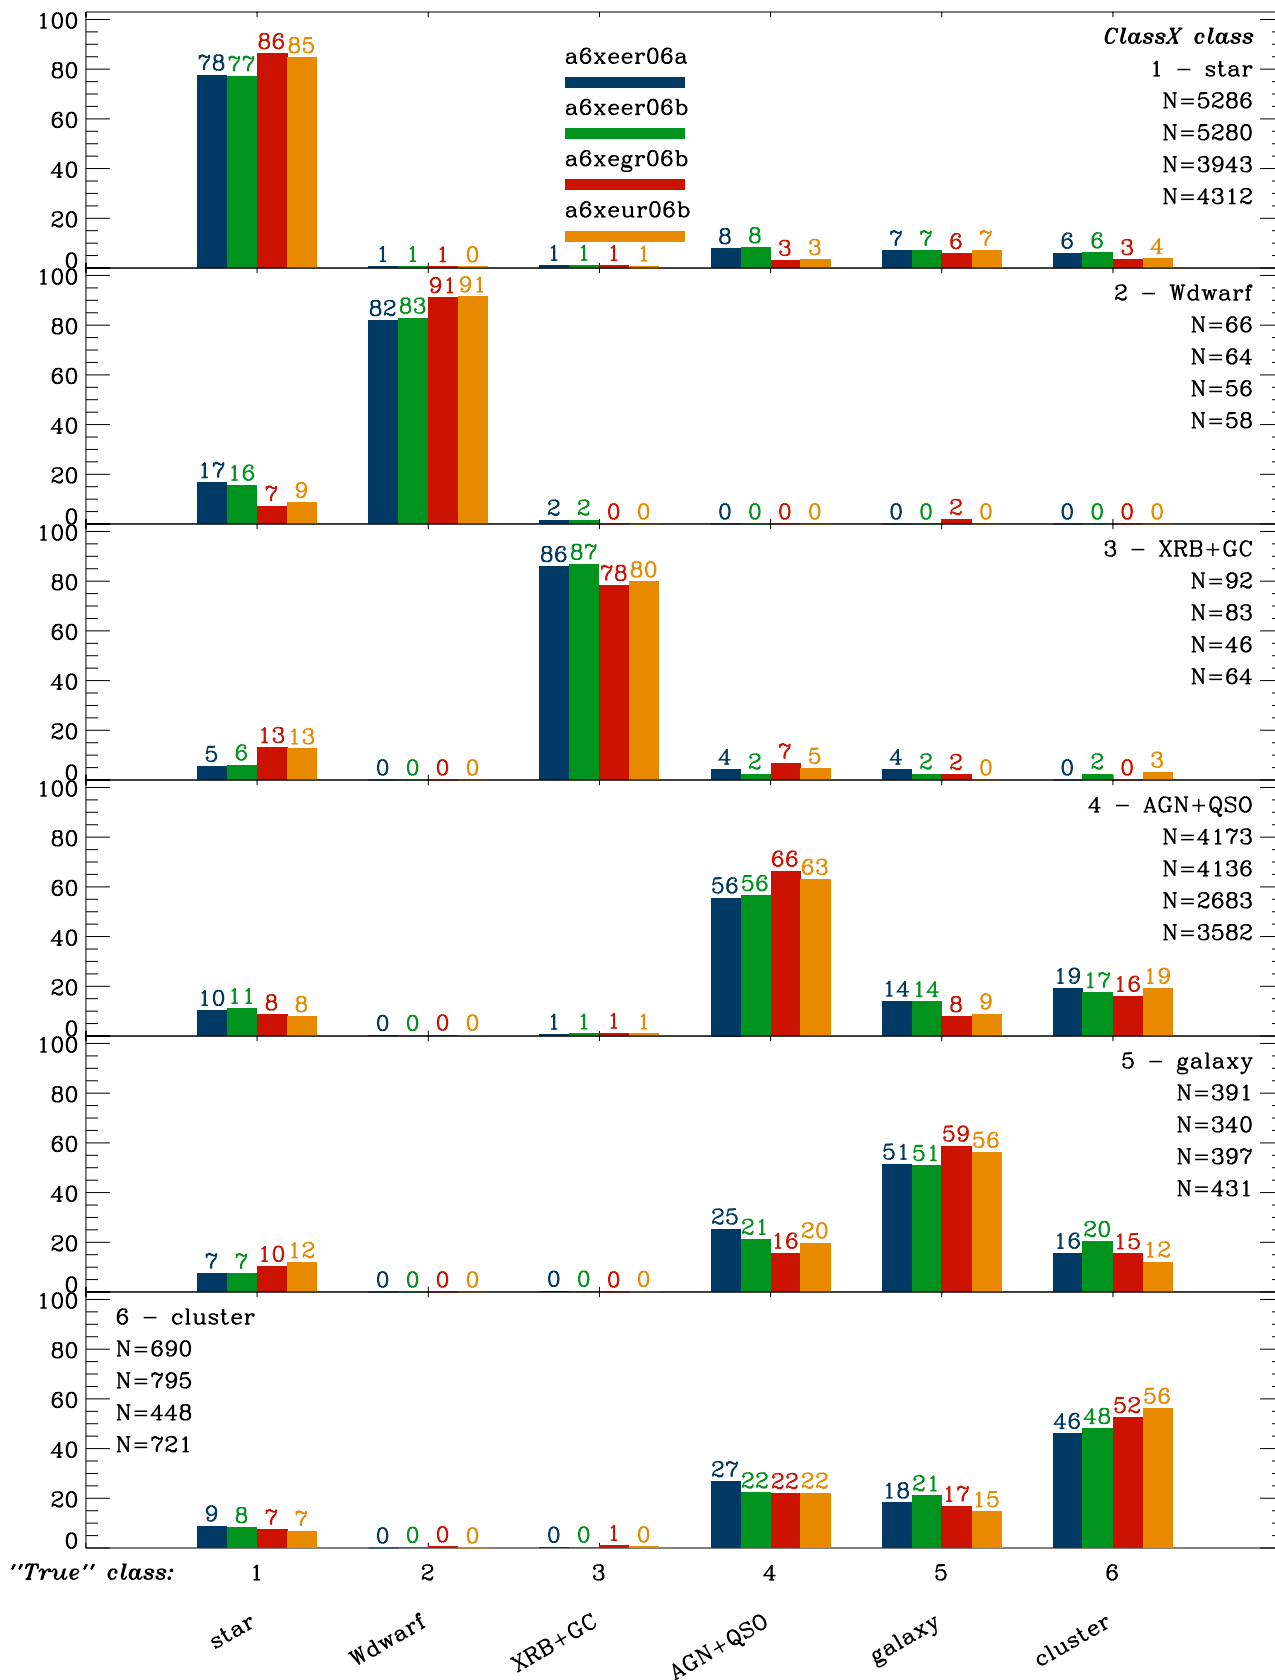 100
80
60
40
20
0
78 77 86 85
1 1 1 0
1 1 1 1
8 8 3 3
7 7 6 7
6 6 3 4
a6xeer06a
a6xeer06b
a6xegr06b
a6xeur06b
ClassX class
1 - star
N=5286
N=5280
N=3943
N=4312
100
80
60
40
20
0
17 16 7 9
82 83 91 91
2 2 0 0
0 0 0 0
0 0 2 0
0 0 0 0
2 - Wdwarf
N=66
N=64
N=56
N=58
100
80
60
40
20
0
5 6 13 13
0 0 0 0
86 87 78 80
4 2 7 5
4 2 2 0
0 2 0 3
3 - XRB+GC
N=92
N=83
N=46
N=64
100
80
60
40
20
0
10 11 8 8
0 0 0 0
1 1 1 1
56 56 66 63
14 14 8 9
19 17 16 19
4 - AGN+QSO
N=4173
N=4136
N=2683
N=3582
100
80
60
40
20
0
7 7 10 12
0 0 0 0
0 0 0 0
25 21 16 20
51 51 59 56
16 20 15 12
5 - galaxy
N=391
N=340
N=397
N=431
100
80
60
40
20
0
6 - cluster
N=690
N=795
N=448
N=721
9 8 7 7
0 0 0 0
0 0 1 0
27 22 22 22
18 21 17 15
46 48 52 56
"True" class: 1 2 3 4 5 6
star Wdwarf XRB+GC AGN+QSO galaxy cluster